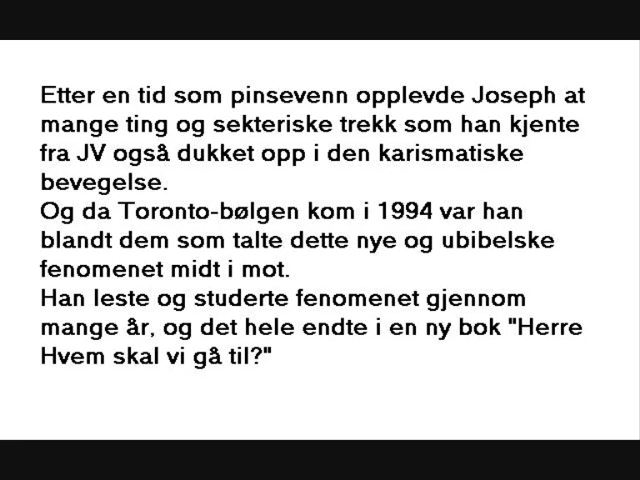 Etter en tid som pinsevenn opplevde Joseph at
mange ting og sekteriske trekk som han kjente
fra JV også dukket opp i den karismatiske
bevegelse.
Og da Toronto-bølgen kom i 1994 var han
blandt dem som talte dette nye og ubibelske
fenomenet midt i mot.
Han leste og studerte fenomenet gjennom
mange år, og det hele endte i en ny bok "Herre
Hvem skal vi gå til?"